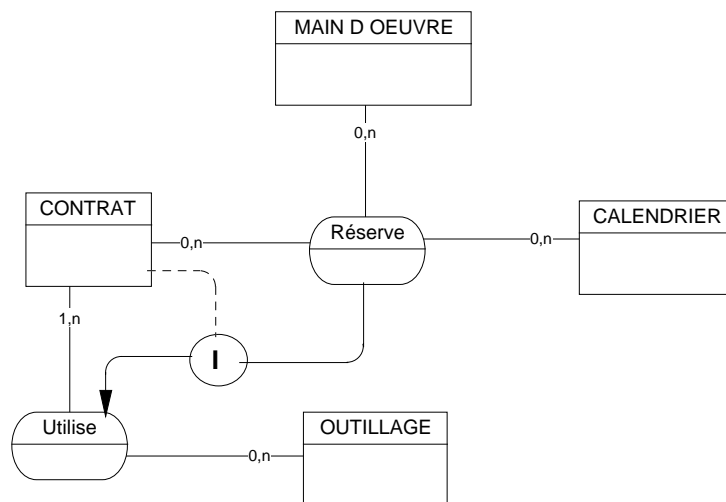 MAIN D OEUVRE
0,n
CONTRAT
Réserve
CALENDRIER
0,n
0,n
1,n
I
Utilise
OUTILLAGE
0,n